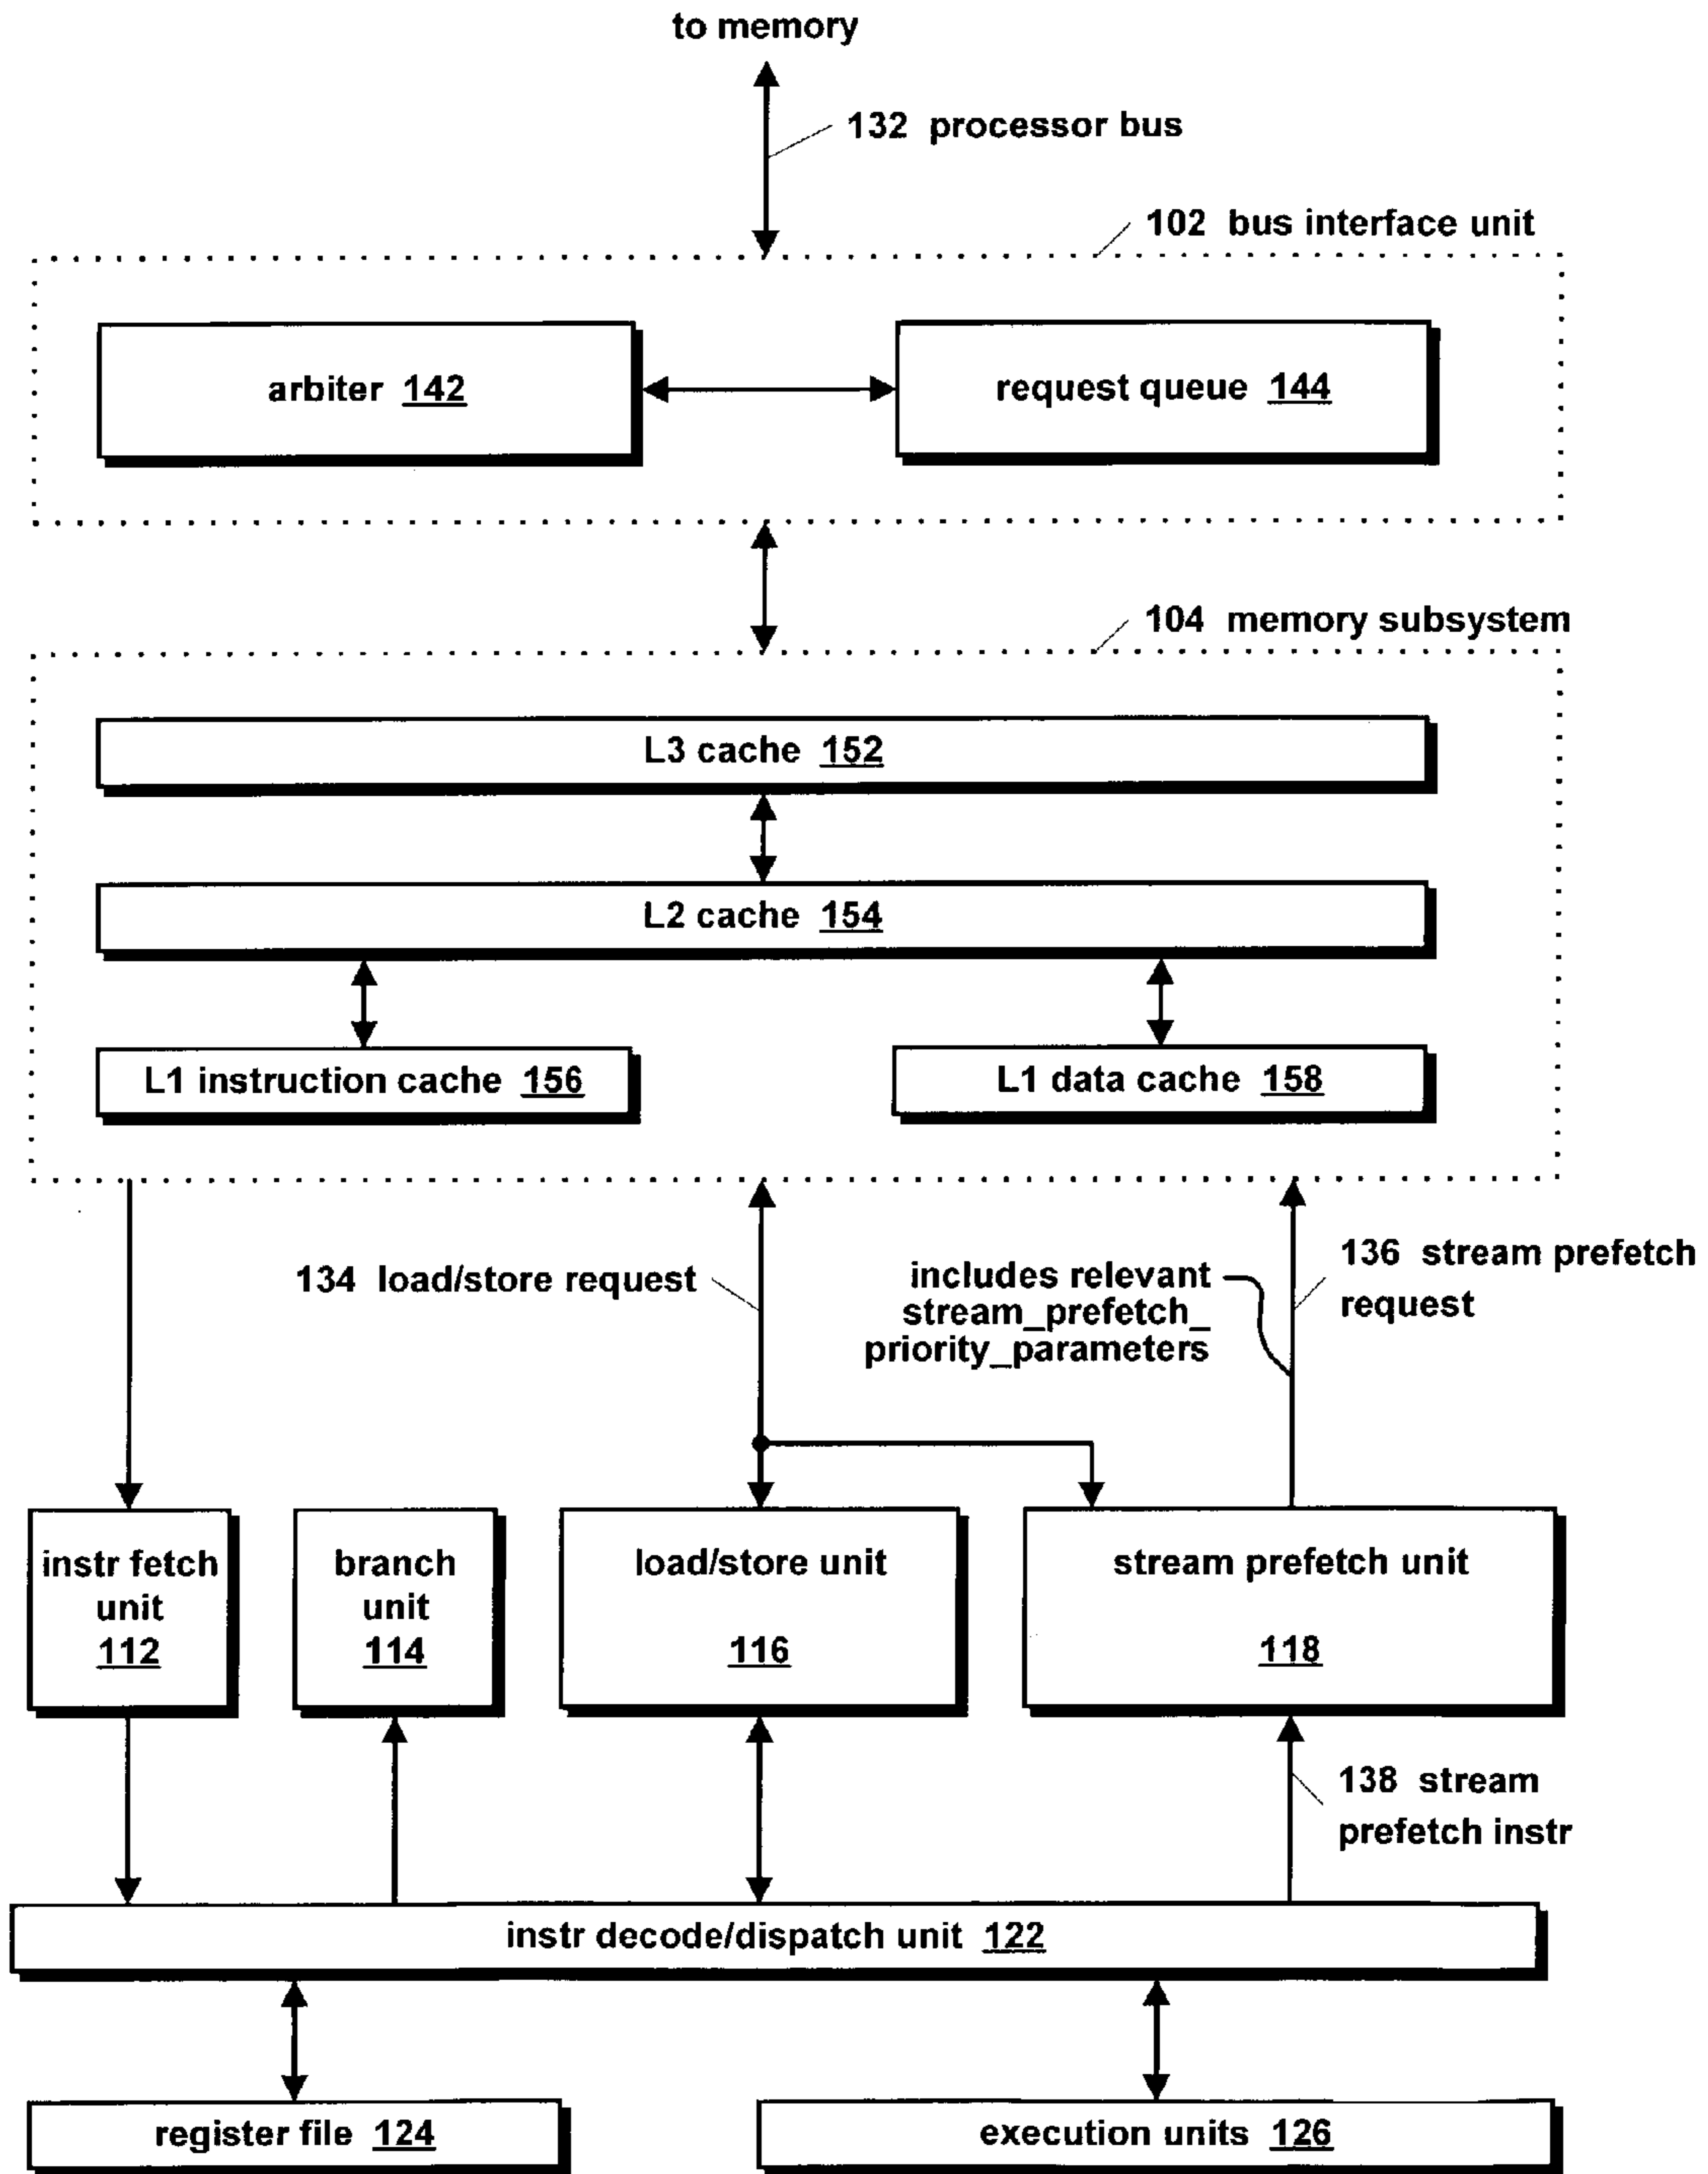 to memory
132 processor bus
102 bus interface unit
arbiter 142
request queue 144
104 memory subsystem
L3 cache 152
L2 cache 154
L1 instruction cache 156
L1 data cache 158
134 load/store request
includes relevant
stream_prefetch_
priority_parameters
136 stream prefetch
request
instr fetch
unit
112
branch
unit
114
load/store unit
116
stream prefetch unit
118
138 stream
prefetch instr
instr decode/dispatch unit 122
register file 124
execution units 126